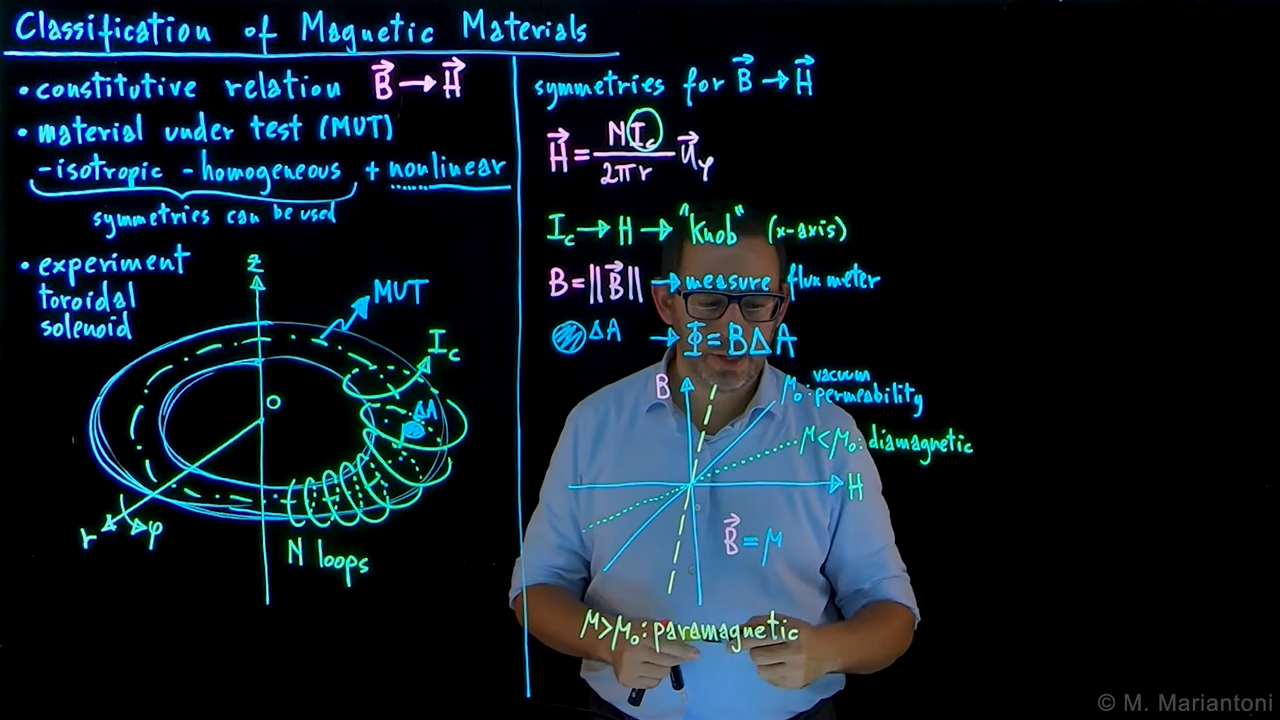 Classification of Magnetic Materials
• constitutive relation B⃗ → H⃗
• material under test (MUT)
-isotropic -homogeneous + nonlinear
symmetries can be used
• experiment
toroidal
solenoid
z
MUT
I_c
O
ΔA
r
φ
N loops
symmetries for B⃗ → H⃗
H⃗ = NI_c / 2πr u⃗_φ
I_c → H → "Knob" (x-axis)
B = ||B⃗|| → measure flux meter
ΔA → Φ = BΔA
B
μ₀: vacuum
permeability
μ < μ₀: diamagnetic
H
B⃗ = μ
μ > μ₀: paramagnetic
© M. Mariantoni